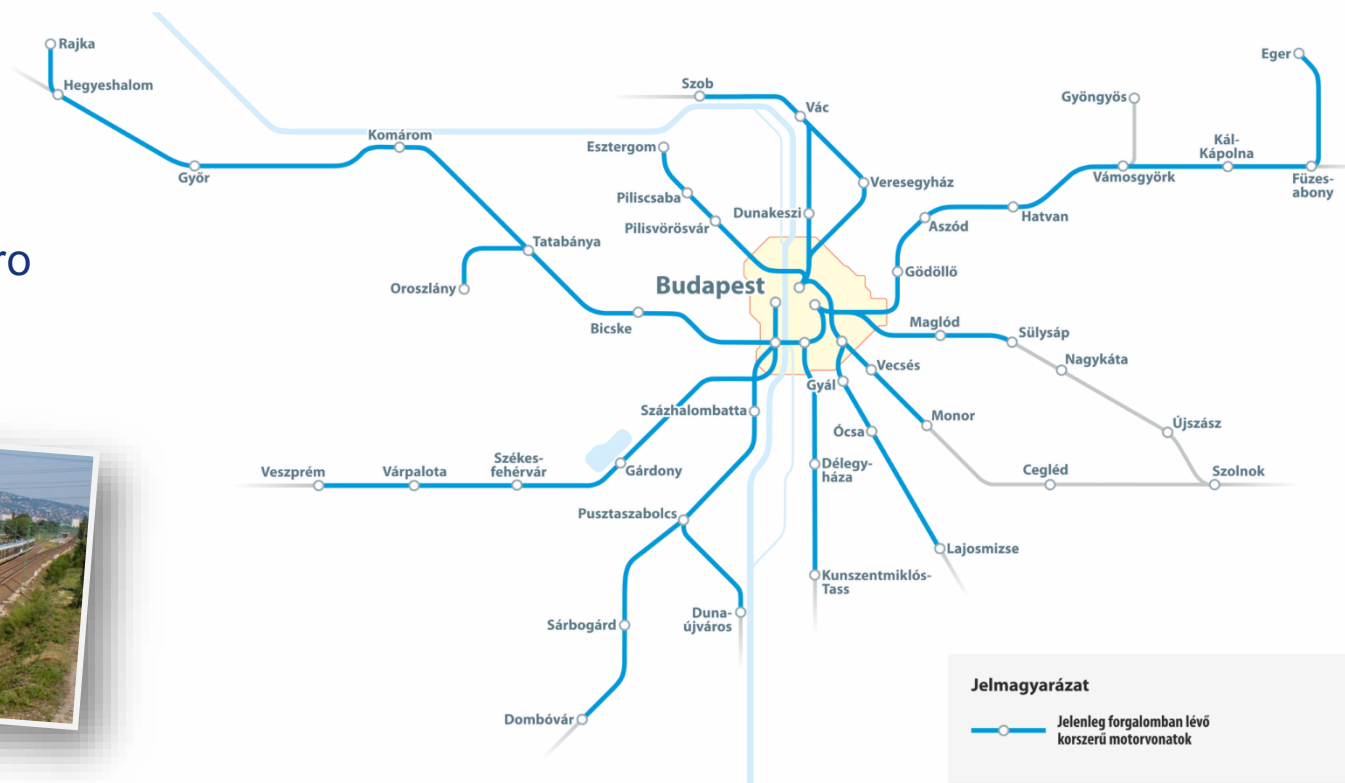 Rajka
Hegyeshalom
Győr
Komárom
Tatabánya
Oroszlány
Bicske
Szob
Vác
Esztergom
Piliscsaba
Pilisvörösvár
Dunakeszi
Veresegyház
Budapest
Eger
Gyöngyös
Kál-
Kápolna
Vámosgyörk
Füzes-
abony
Hatvan
Aszód
Gödöllő
Maglód
Sülysáp
Nagykáta
Újszász
Szolnok
Cegléd
Vecsés
Monor
Gyál
Ócsa
Lajosmizse
Délegy-
háza
Kunszentmiklós-
Tass
Százhalombatta
Gárdony
Székes-
fehérvár
Várpalota
Veszprém
Pusztaszabolcs
Duna-
újváros
Sárbogárd
Dombóvár
ro
Jelmagyarázat
Jelenleg forgalomban lévő
korszerű motorvonatok